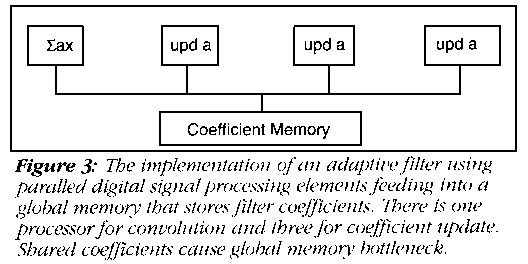 Σax upd a upd a upd a
Coefficient Memory
Figure 3: The implementation of an adaptive filter using
paralled digital signal processing elements feeding into a
global memory that stores filter coefficients. There is one
processor for convolution and three for coefficient update.
Shared coefficients cause global memory bottleneck.